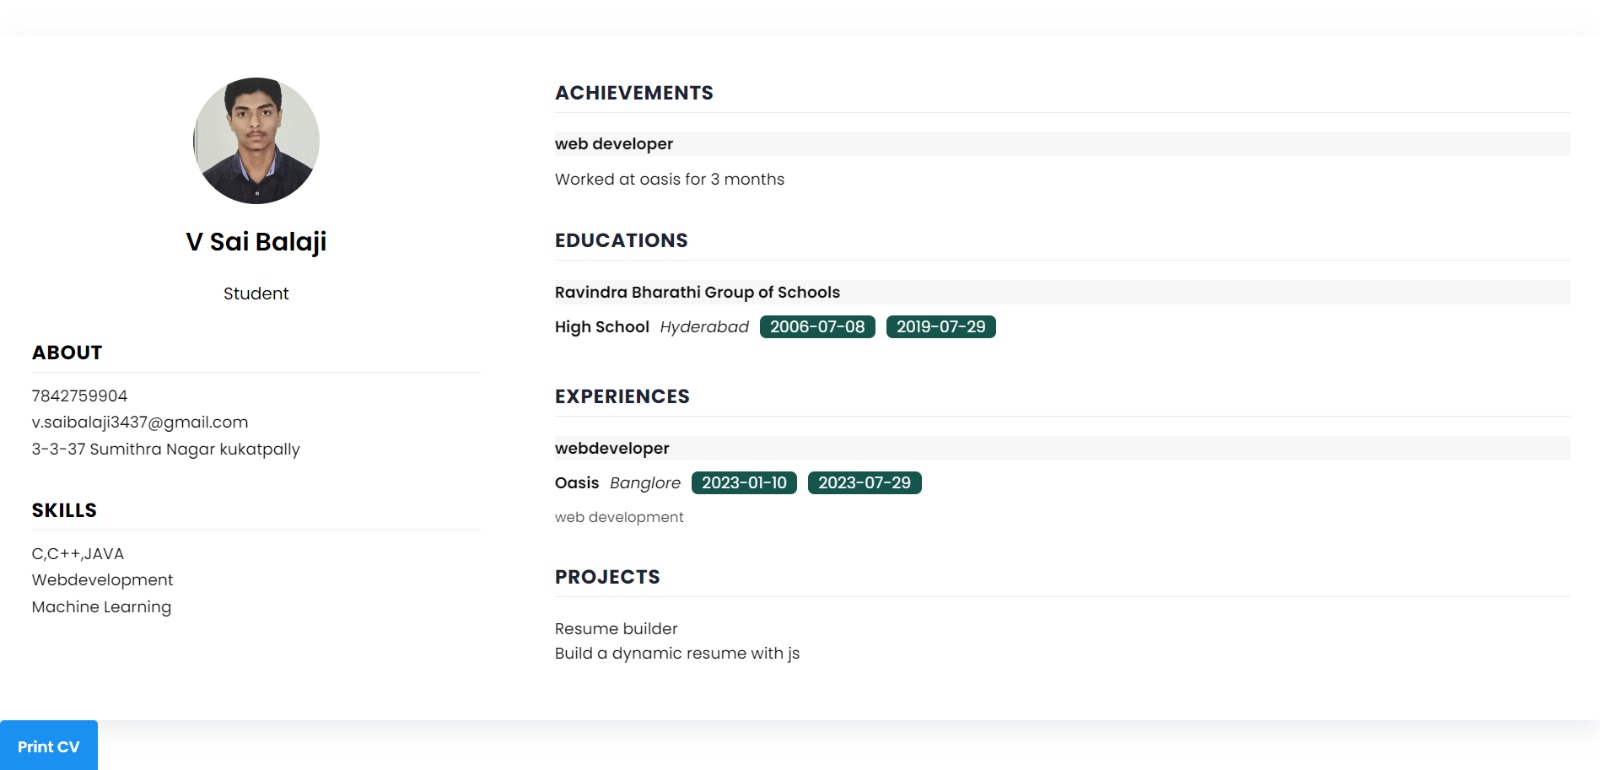 V Sai Balaji
Student
ABOUT
7842759904
v.saibalaji3437@gmail.com
3-3-37 Sumithra Nagar kukatpally
SKILLS
C,C++,JAVA
Webdevelopment
Machine Learning
ACHIEVEMENTS
web developer
Worked at oasis for 3 months
EDUCATIONS
Ravindra Bharathi Group of Schools
High School Hyderabad 2006-07-08 2019-07-29
EXPERIENCES
webdeveloper
Oasis Banglore 2023-01-10 2023-07-29
web development
PROJECTS
Resume builder
Build a dynamic resume with js
Print CV